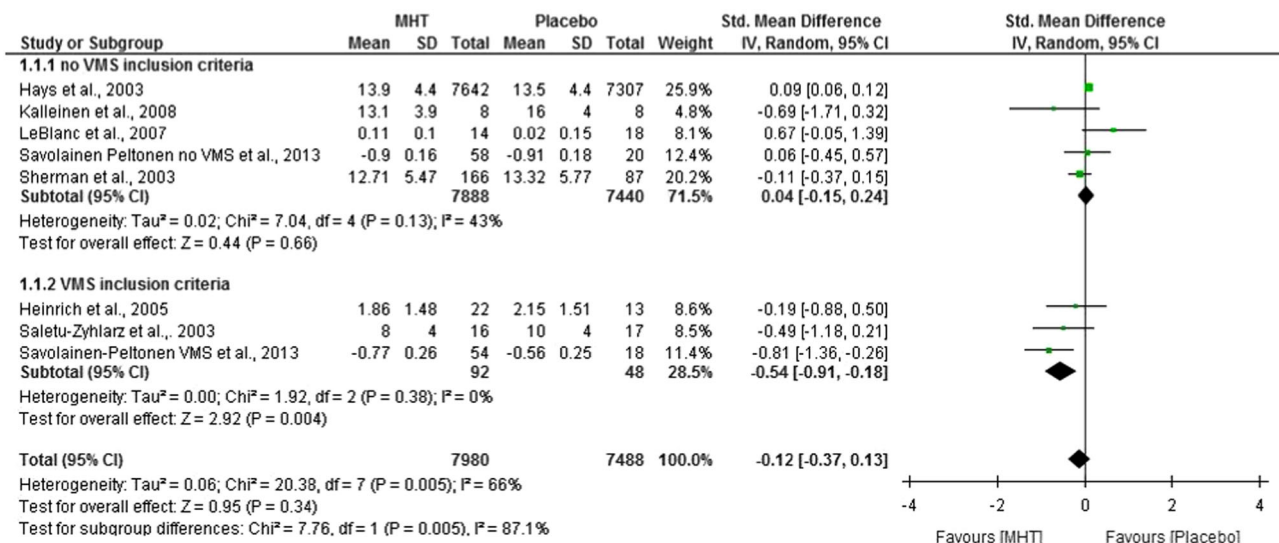 MHT Placebo Std. Mean Difference Std. Mean Difference
Study or Subgroup Mean SD Total Mean SD Total Weight IV, Random, 95% CI IV, Random, 95% CI
1.1.1 no VMS inclusion criteria
Hays et al., 2003 13.9 4.4 7642 13.5 4.4 7307 25.9% 0.09 [0.06, 0.12]
Kalleinen et al., 2008 13.1 3.9 8 16 4 8 4.8% -0.69 [-1.71, 0.32]
LeBlanc et al., 2007 0.11 0.1 14 0.02 0.15 18 8.1% 0.67 [-0.05, 1.39]
Savolainen Peltonen no VMS et al., 2013 -0.9 0.16 58 -0.91 0.18 20 12.4% 0.06 [-0.45, 0.57]
Sherman et al., 2003 12.71 5.47 166 13.32 5.77 87 20.2% -0.11 [-0.37, 0.15]
Subtotal (95% CI) 7888 7440 71.5% 0.04 [-0.15, 0.24]
Heterogeneity: Tau² = 0.02; Chi² = 7.04, df = 4 (P = 0.13); I² = 43%
Test for overall effect: Z = 0.44 (P = 0.66)
1.1.2 VMS inclusion criteria
Heinrich et al., 2005 1.86 1.48 22 2.15 1.51 13 8.6% -0.19 [-0.88, 0.50]
Saletu-Zyhlarz et al.,. 2003 8 4 16 10 4 17 8.5% -0.49 [-1.18, 0.21]
Savolainen-Peltonen VMS et al., 2013 -0.77 0.26 54 -0.56 0.25 18 11.4% -0.81 [-1.36, -0.26]
Subtotal (95% CI) 92 48 28.5% -0.54 [-0.91, -0.18]
Heterogeneity: Tau² = 0.00; Chi² = 1.92, df = 2 (P = 0.38); I² = 0%
Test for overall effect: Z = 2.92 (P = 0.004)
Total (95% CI) 7980 7488 100.0% -0.12 [-0.37, 0.13]
Heterogeneity: Tau² = 0.06; Chi² = 20.38, df = 7 (P = 0.005); I² = 66%
Test for overall effect: Z = 0.95 (P = 0.34)
Test for subgroup differences: Chi² = 7.76, df = 1 (P = 0.005), I² = 87.1%
-4 -2 0 2 4
Favours [MHT] Favours [Placebo]